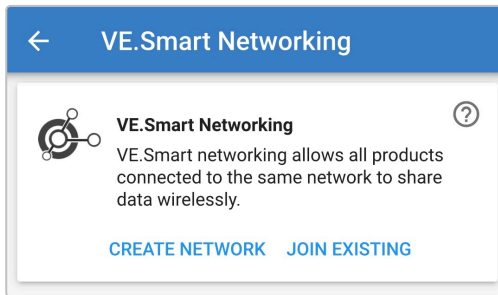 VE.Smart Networking
VE.Smart Networking
VE.Smart networking allows all products
connected to the same network to share
data wirelessly.
CREATE NETWORK JOIN EXISTING